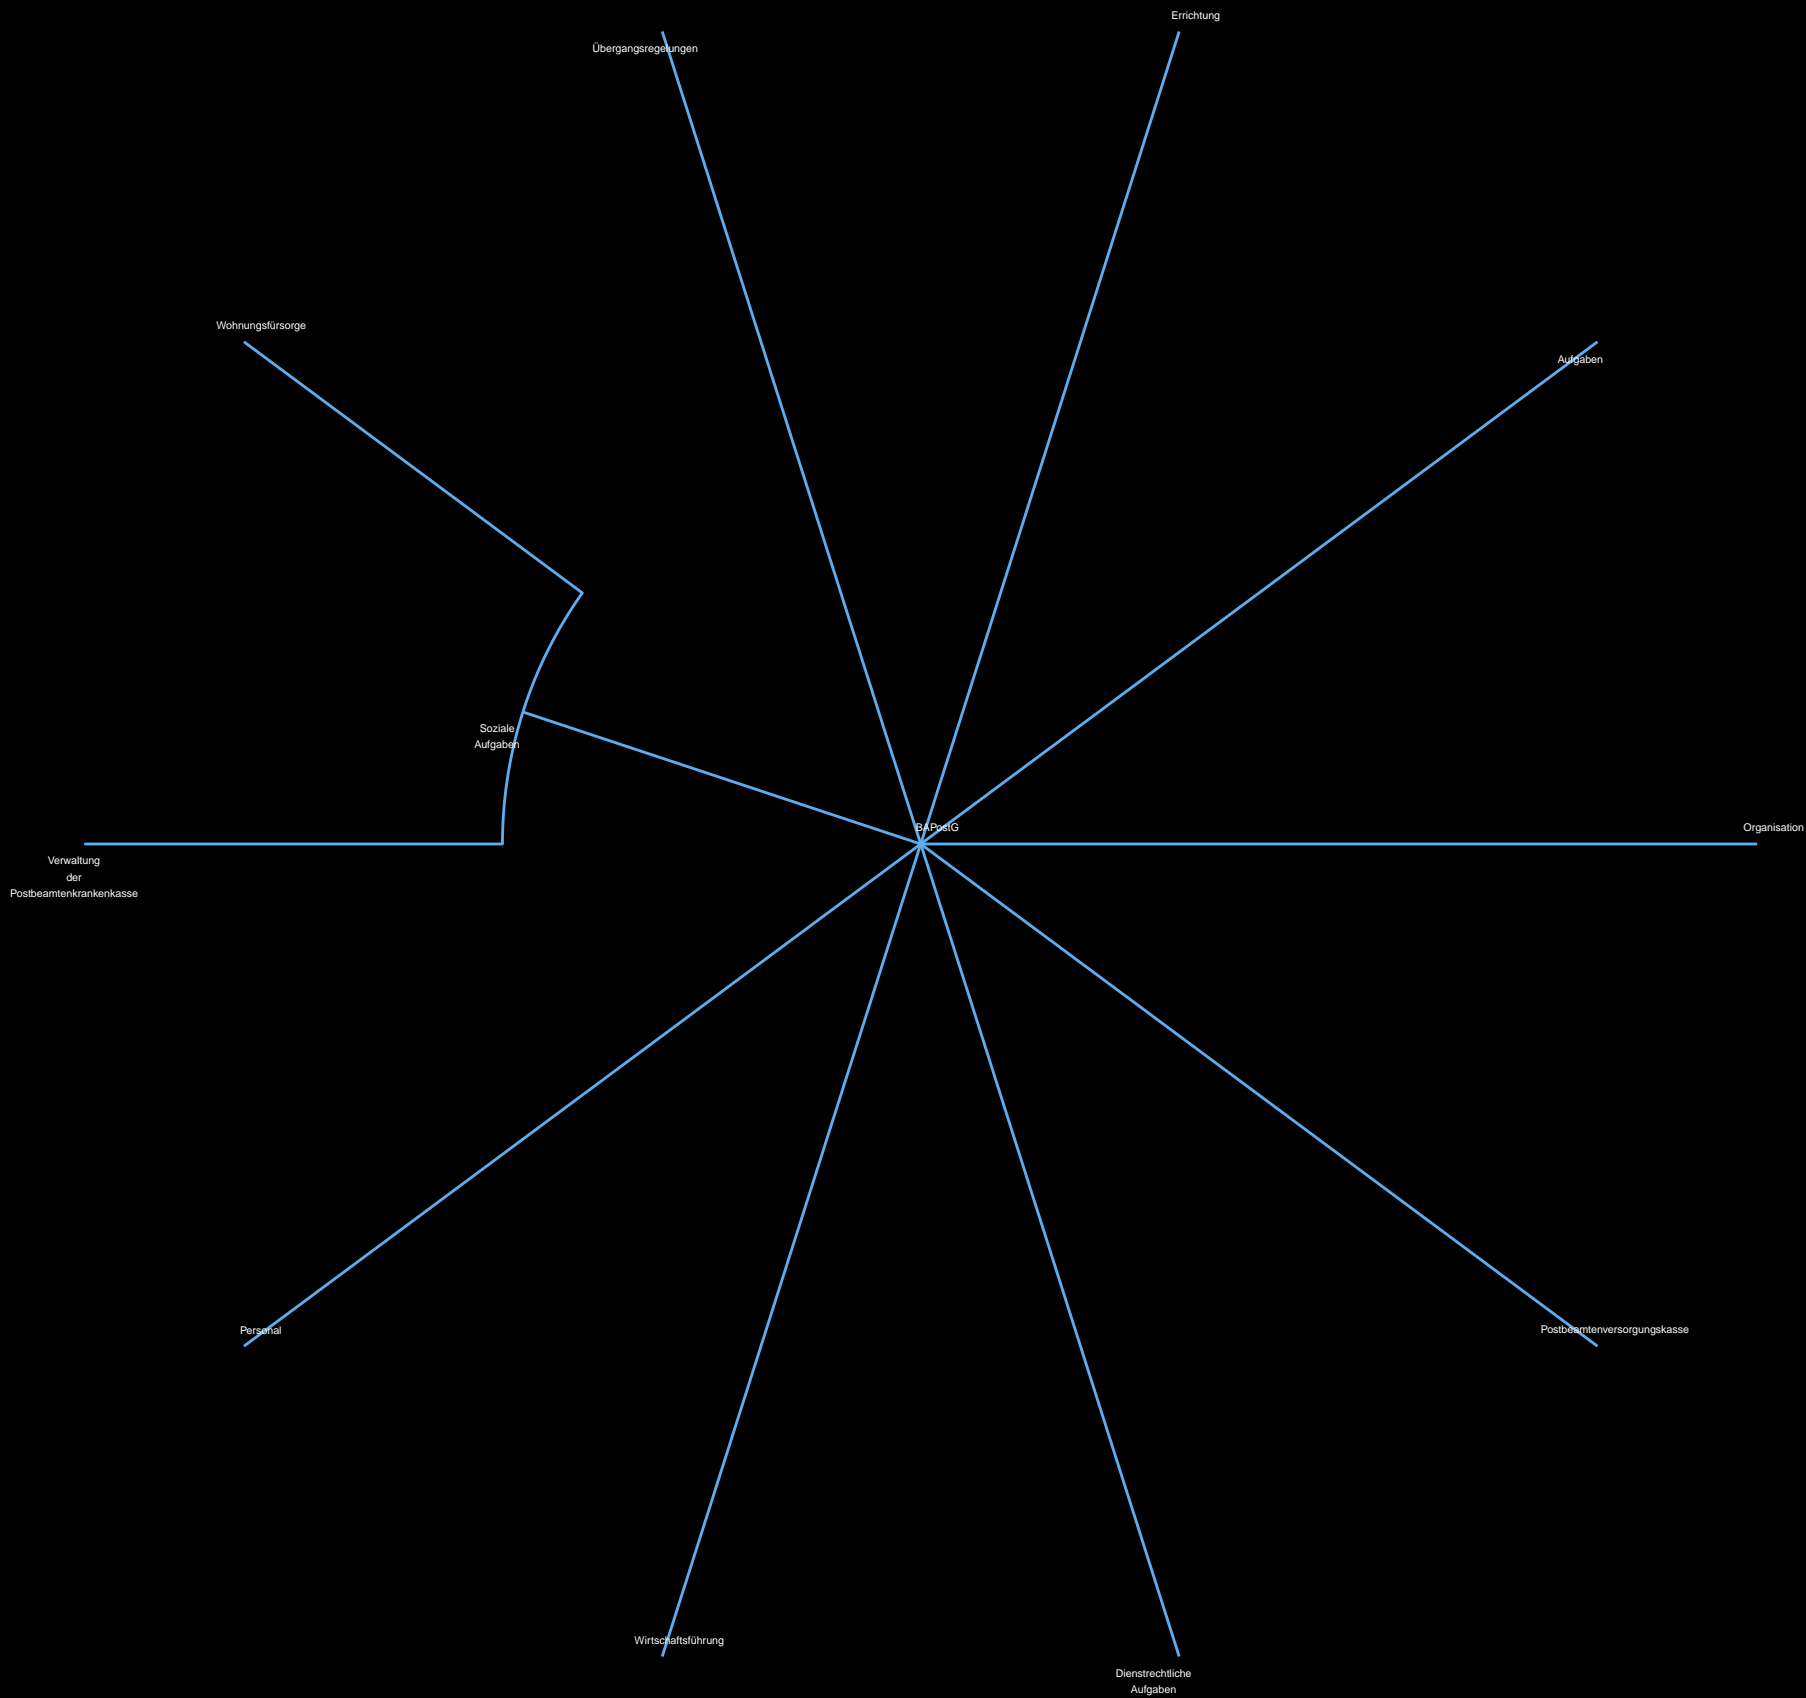 Errichtung
Übergangsregelungen
Wohnungsfürsorge
Aufgaben
Soziale
Aufgaben
BAPostG
Organisation
Verwaltung
der
Postbeamtenkrankenkasse
Personal
Postbeamtenversorgungskasse
Wirtschaftsführung
Dienstrechtliche
Aufgaben